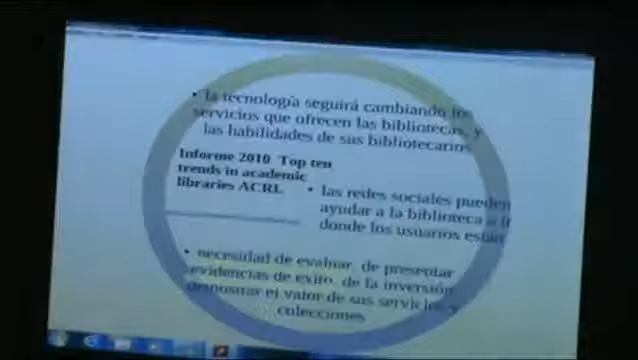 • la tecnología seguirá cambiando los
servicios que ofrecen las bibliotecas, y
las habilidades de sus bibliotecarios
Informe 2010 Top ten
trends in academic
libraries ACRL
• las redes sociales pueden
ayudar a la biblioteca a ir
donde los usuarios están
• necesidad de evaluar, de presentar
evidencias de exito, de la inversión,
demostrar el valor de sus servicios y
colecciones